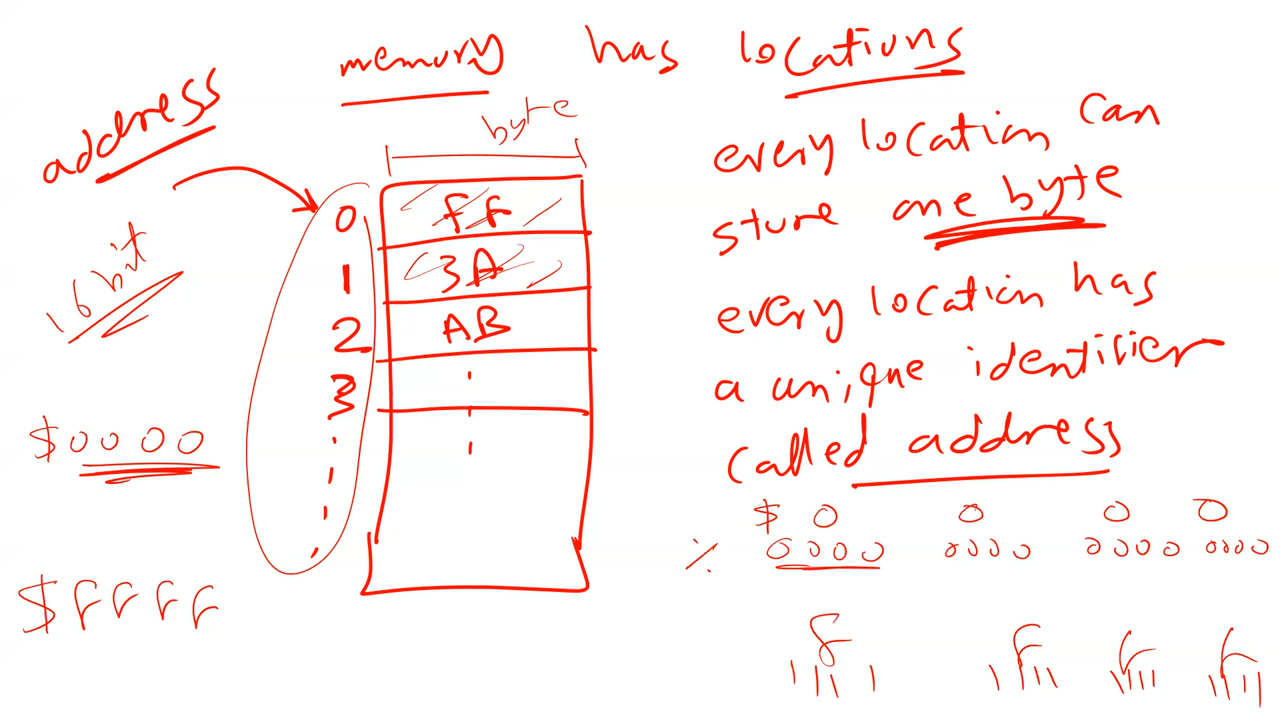 memory has locations
address
byte
every location can
store one byte
16 bit
0 FF
1 3A
2 AB
3
every location has
a unique identifier
called address
$0000
$FFFF
$ 0 0 0 0
% 0000 0000 0000 0000
F F F F
1111 1111 1111 1111